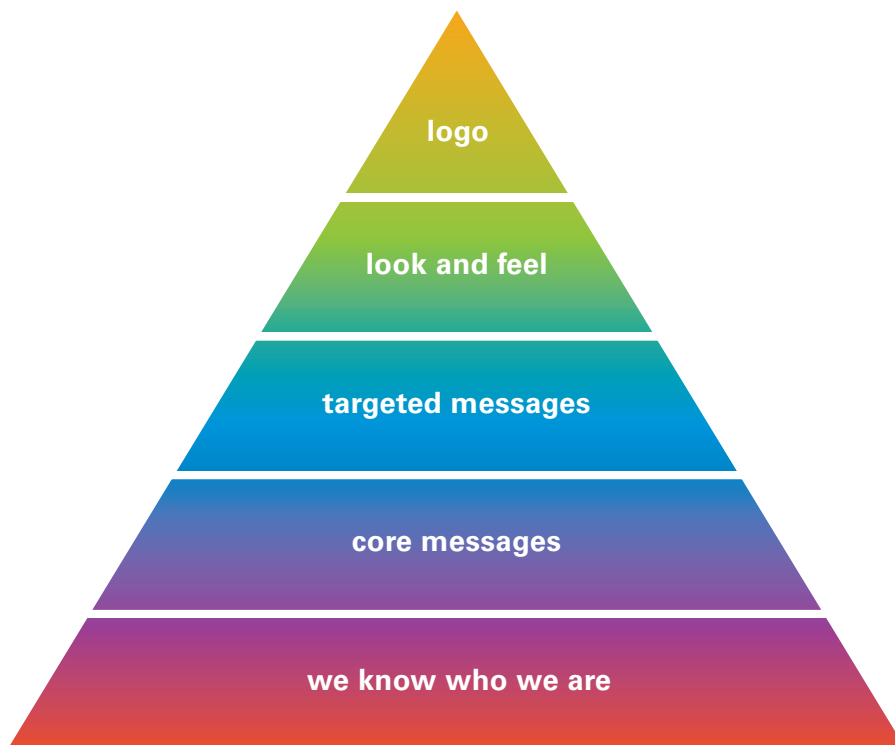 logo
look and feel
targeted messages
core messages
we know who we are